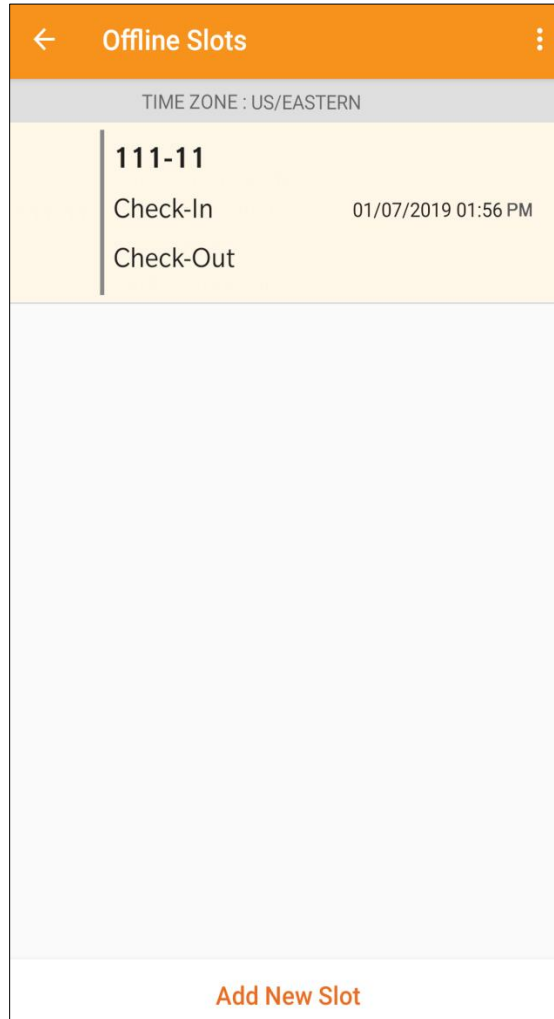 Offline Slots
TIME ZONE : US/EASTERN
111-11
Check-In 01/07/2019 01:56 PM
Check-Out
Add New Slot